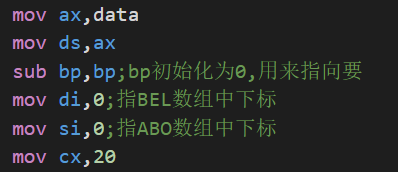 mov ax,data
mov ds,ax
sub bp,bp;bp初始化为0,用来指向要
mov di,0;指BEL数组中下标
mov si,0;指ABO数组中下标
mov cx,20